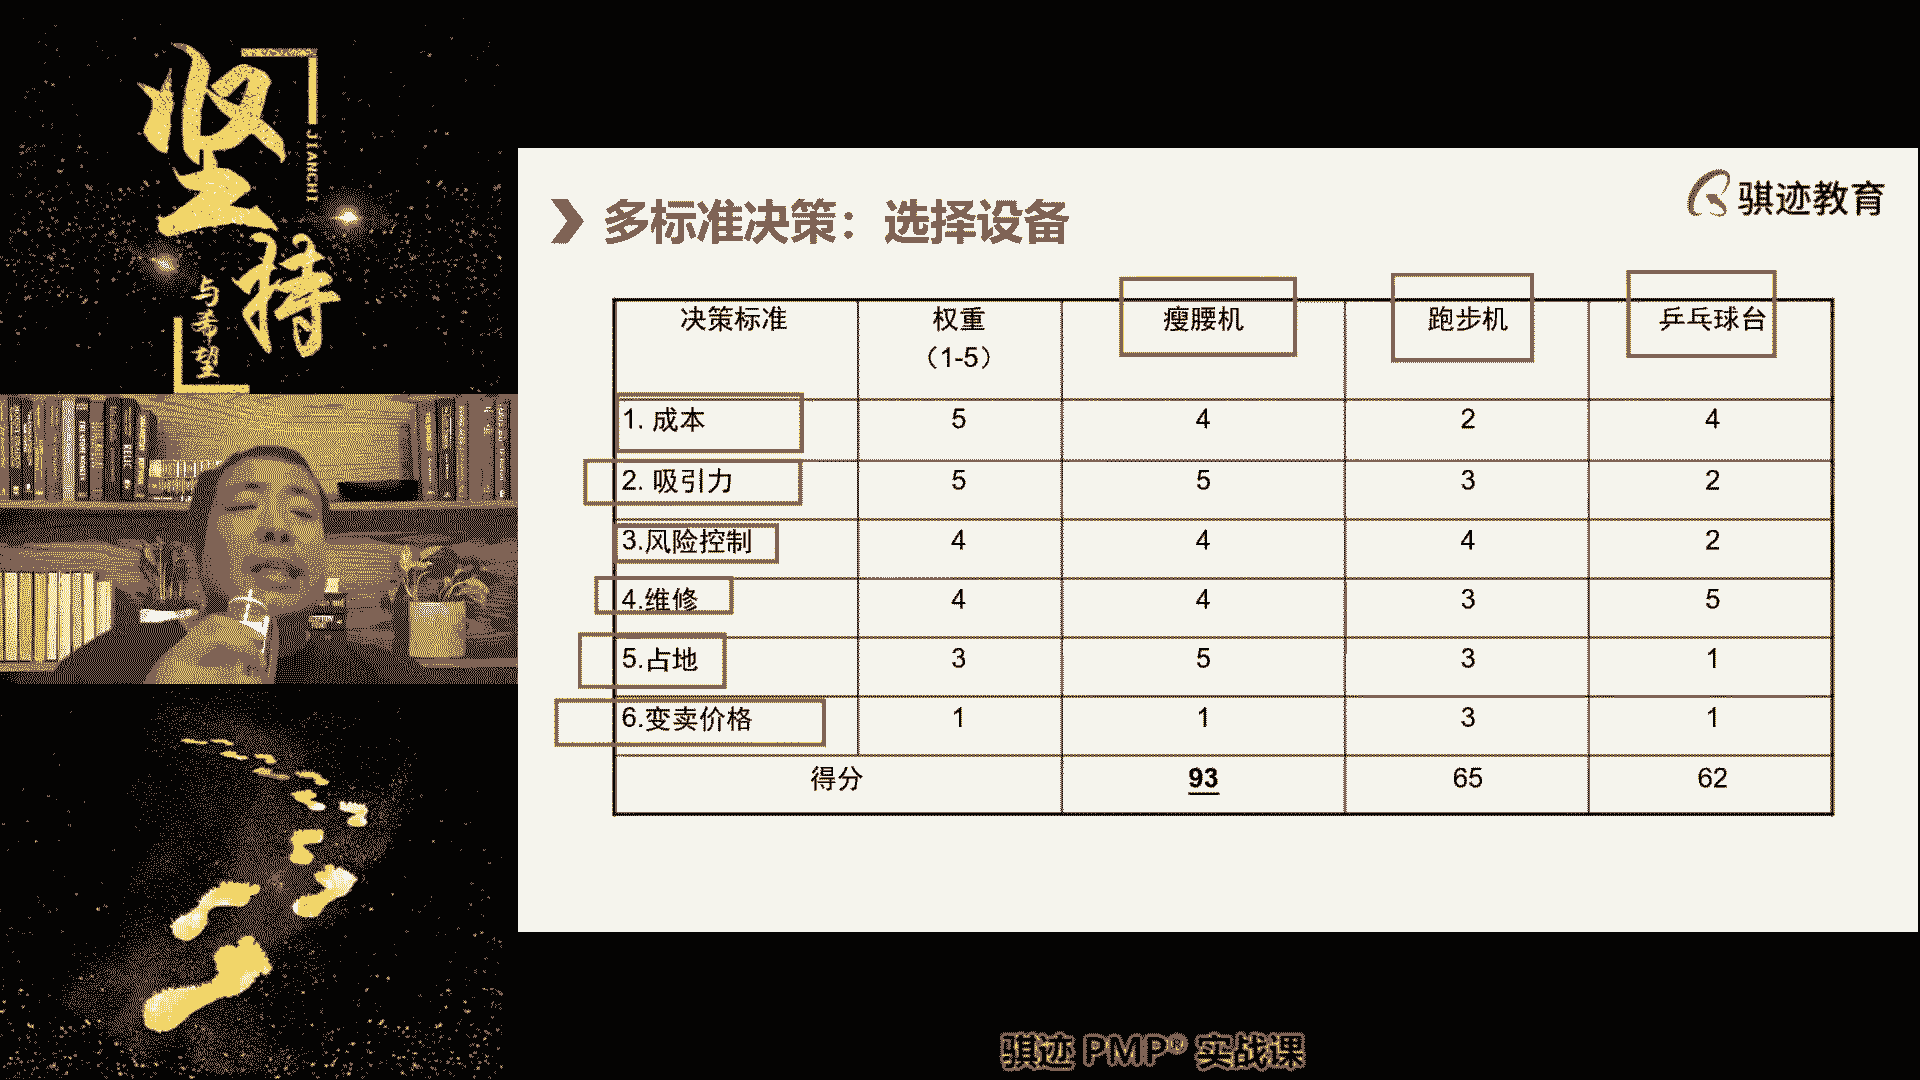 坚持
JIANCHI
与希望
骐迹教育
多标准决策：选择设备
决策标准 权重（1-5） 瘦腰机 跑步机 乒乓球台
1. 成本 5 4 2 4
2. 吸引力 5 5 3 2
3.风险控制 4 4 4 2
4.维修 4 4 3 5
5.占地 3 5 3 1
6.变卖价格 1 1 3 1
得分 93 65 62
骐迹 PMP® 实战课